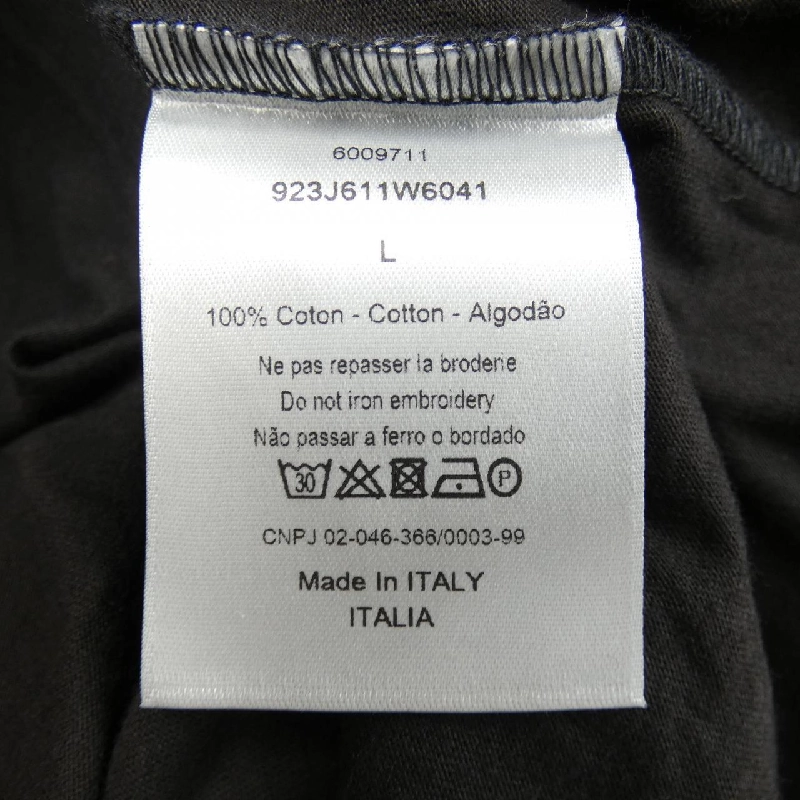 6009711
923J611W6041
L
100% Coton - Cotton - Algodão
Ne pas repasser la broderie
Do not iron embroidery
Não passar a ferro o bordado
30 P
CNPJ 02-046-366/0003-99
Made In ITALY
ITALIA